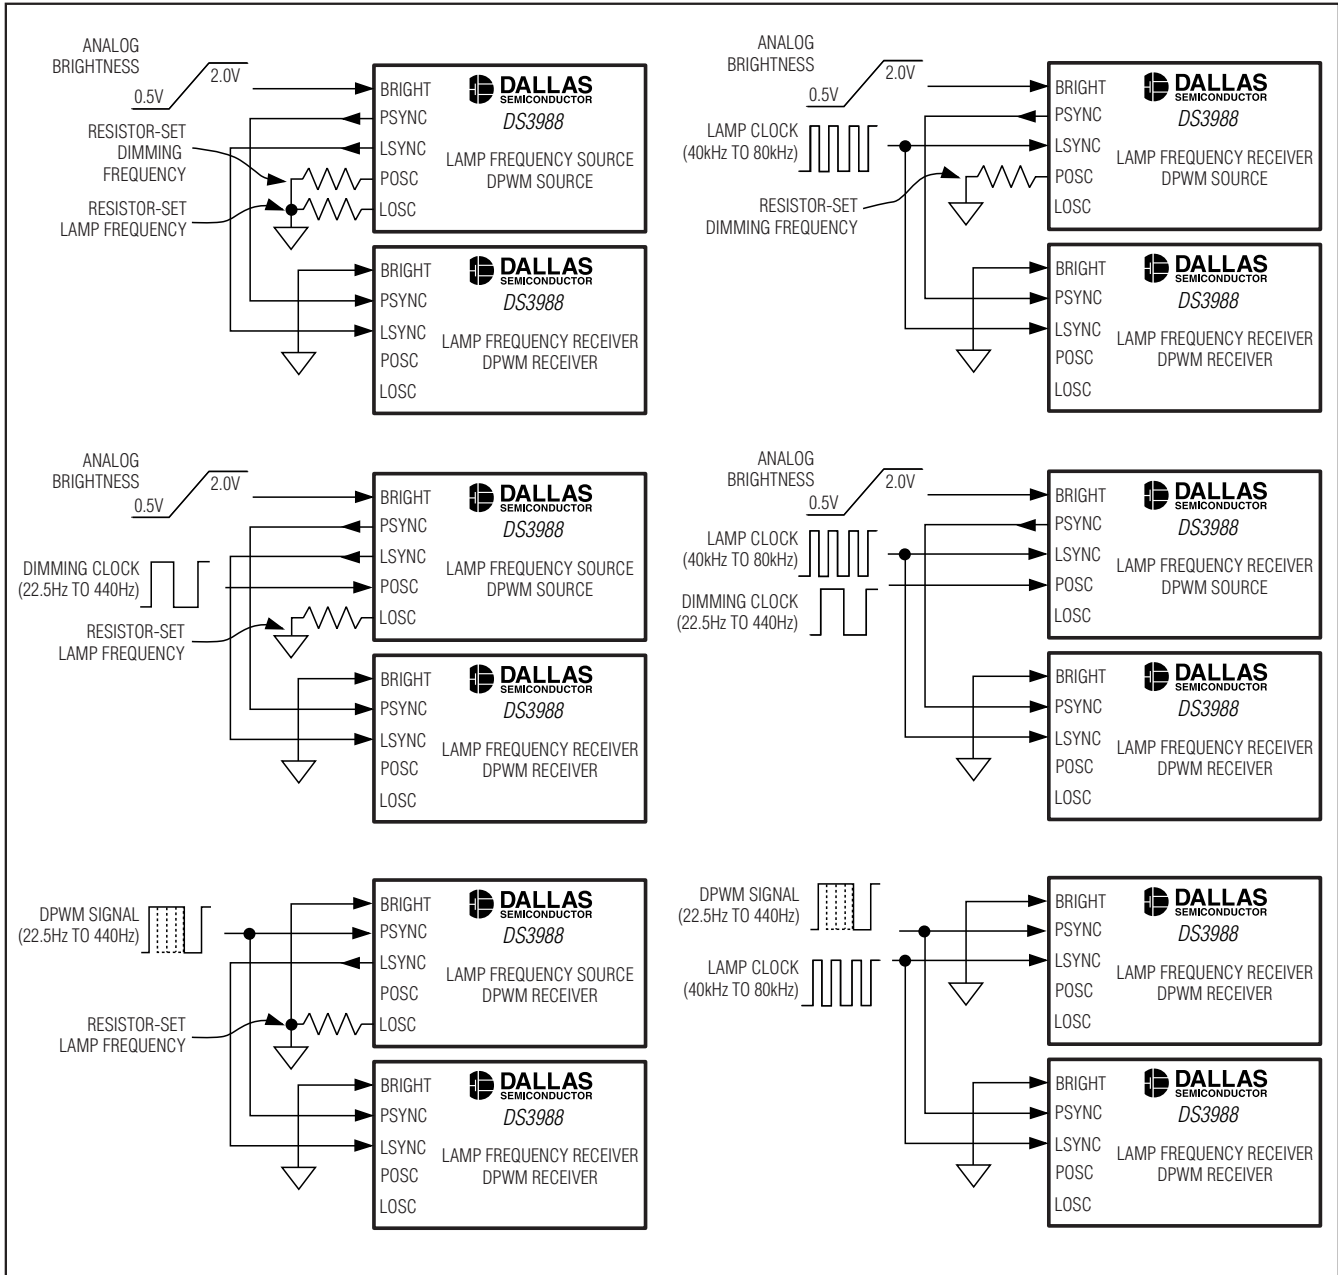 ANALOG
BRIGHTNESS
0.5V
2.0V
RESISTOR-SET
DIMMING
FREQUENCY
RESISTOR-SET
LAMP FREQUENCY
BRIGHT
PSYNC
LSYNC
POSC
LOSC
DALLAS
SEMICONDUCTOR
DS3988
LAMP FREQUENCY SOURCE
DPWM SOURCE
BRIGHT
PSYNC
LSYNC
POSC
LOSC
DALLAS
SEMICONDUCTOR
DS3988
LAMP FREQUENCY RECEIVER
DPWM RECEIVER
ANALOG
BRIGHTNESS
0.5V
2.0V
LAMP CLOCK
(40kHz TO 80kHz)
RESISTOR-SET
DIMMING FREQUENCY
BRIGHT
PSYNC
LSYNC
POSC
LOSC
DALLAS
SEMICONDUCTOR
DS3988
LAMP FREQUENCY RECEIVER
DPWM SOURCE
BRIGHT
PSYNC
LSYNC
POSC
LOSC
DALLAS
SEMICONDUCTOR
DS3988
LAMP FREQUENCY RECEIVER
DPWM RECEIVER
ANALOG
BRIGHTNESS
0.5V
2.0V
DIMMING CLOCK
(22.5Hz TO 440Hz)
RESISTOR-SET
LAMP FREQUENCY
BRIGHT
PSYNC
LSYNC
POSC
LOSC
DALLAS
SEMICONDUCTOR
DS3988
LAMP FREQUENCY SOURCE
DPWM SOURCE
BRIGHT
PSYNC
LSYNC
POSC
LOSC
DALLAS
SEMICONDUCTOR
DS3988
LAMP FREQUENCY RECEIVER
DPWM RECEIVER
ANALOG
BRIGHTNESS
0.5V
2.0V
LAMP CLOCK
(40kHz TO 80kHz)
DIMMING CLOCK
(22.5Hz TO 440Hz)
BRIGHT
PSYNC
LSYNC
POSC
LOSC
DALLAS
SEMICONDUCTOR
DS3988
LAMP FREQUENCY RECEIVER
DPWM SOURCE
BRIGHT
PSYNC
LSYNC
POSC
LOSC
DALLAS
SEMICONDUCTOR
DS3988
LAMP FREQUENCY RECEIVER
DPWM RECEIVER
DPWM SIGNAL
(22.5Hz TO 440Hz)
RESISTOR-SET
LAMP FREQUENCY
BRIGHT
PSYNC
LSYNC
POSC
LOSC
DALLAS
SEMICONDUCTOR
DS3988
LAMP FREQUENCY SOURCE
DPWM RECEIVER
BRIGHT
PSYNC
LSYNC
POSC
LOSC
DALLAS
SEMICONDUCTOR
DS3988
LAMP FREQUENCY RECEIVER
DPWM RECEIVER
DPWM SIGNAL
(22.5Hz TO 440Hz)
LAMP CLOCK
(40kHz TO 80kHz)
BRIGHT
PSYNC
LSYNC
POSC
LOSC
DALLAS
SEMICONDUCTOR
DS3988
LAMP FREQUENCY RECEIVER
DPWM RECEIVER
BRIGHT
PSYNC
LSYNC
POSC
LOSC
DALLAS
SEMICONDUCTOR
DS3988
LAMP FREQUENCY RECEIVER
DPWM RECEIVER